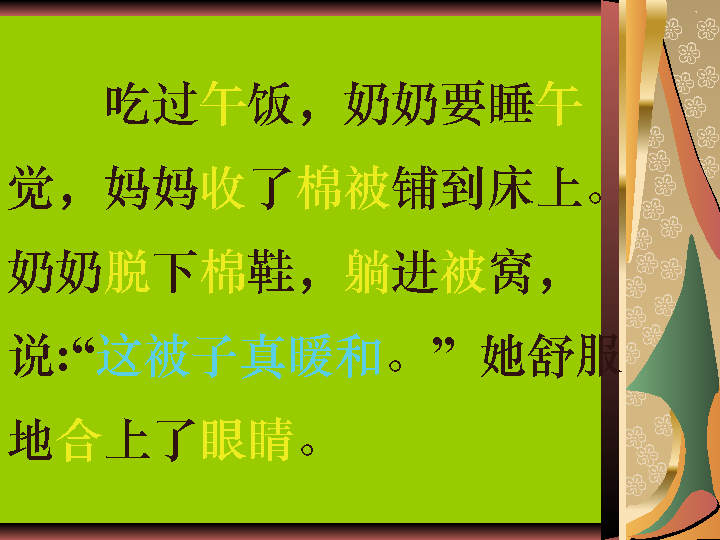 吃过午饭，奶奶要睡午
觉，妈妈收了棉被铺到床上。
奶奶脱下棉鞋，躺进被窝，
说:“这被子真暖和。” 她舒服
地合上了眼睛。